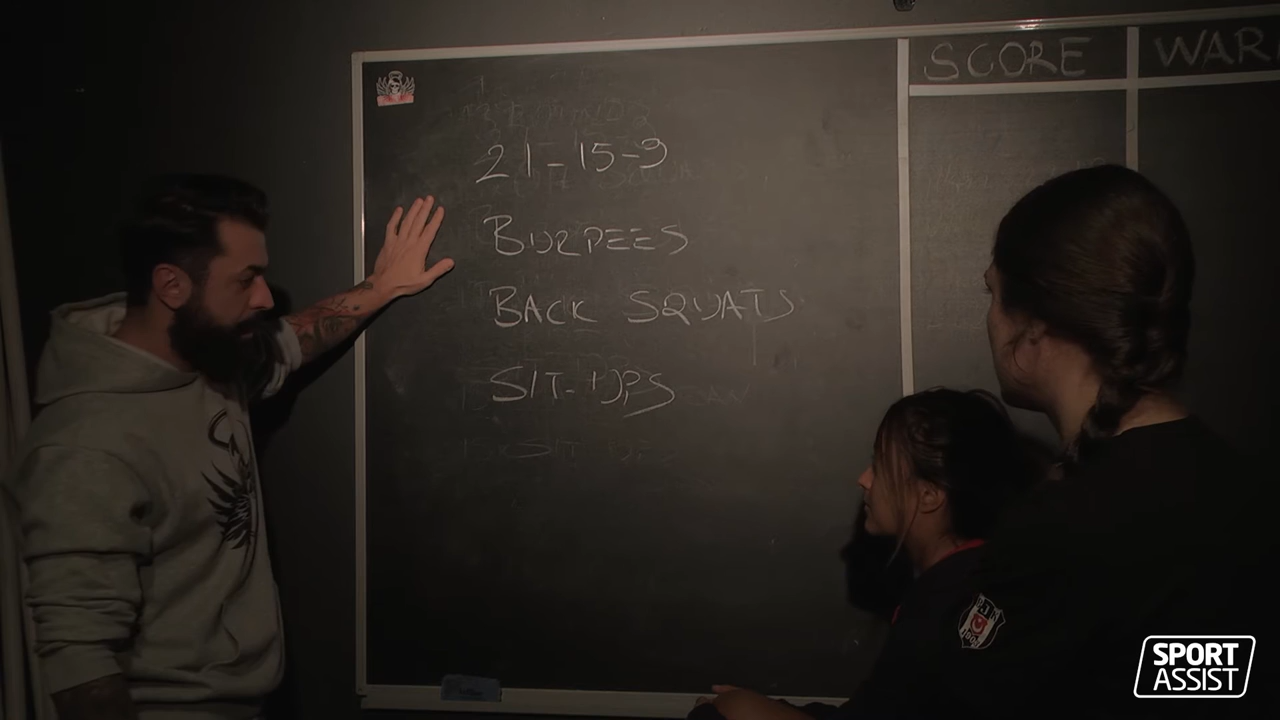 SCORE
WAR
21-15-9
BURPEES
BACK SQUATS
SIT-UPS
SPORT
ASSIST